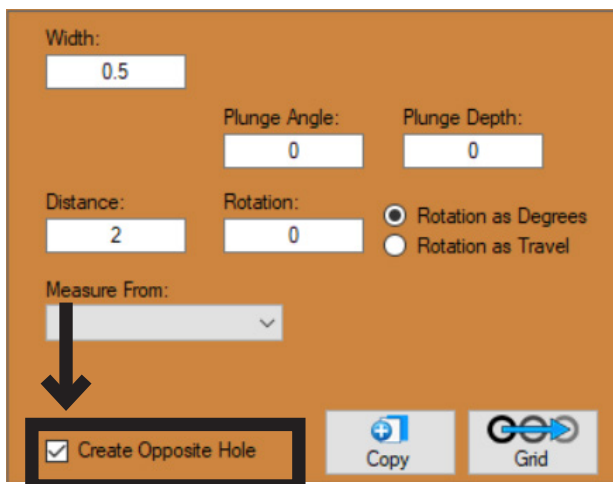 Width:
0.5
Plunge Angle: Plunge Depth:
0 0
Distance: Rotation:
2 0
Rotation as Degrees
Rotation as Travel
Measure From:
Create Opposite Hole
Copy Grid